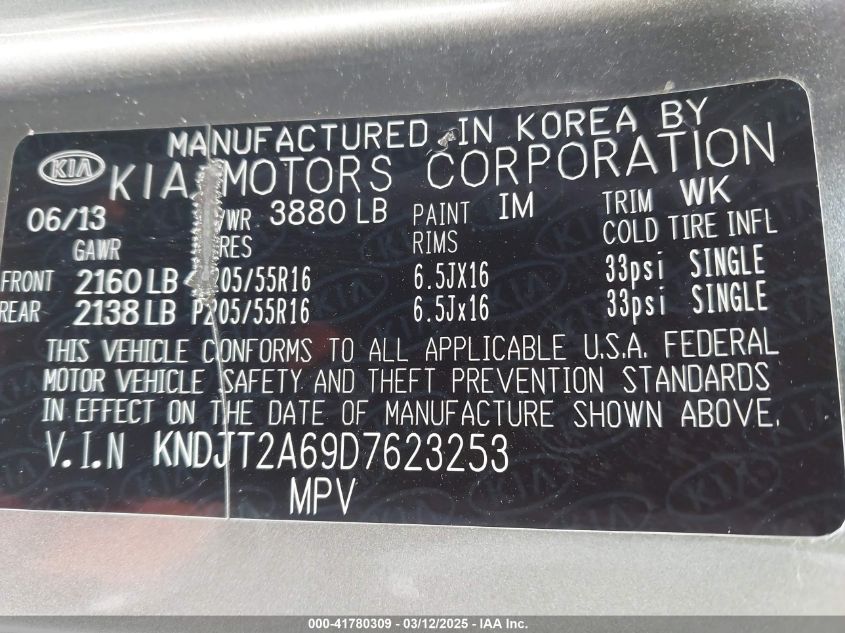 MANUFACTURED IN KOREA BY
KIA KIA MOTORS CORPORATION
06/13 3880 LB PAINT IM TRIM WK
GAWR RIMS COLD TIRE INFL
FRONT 2160 LB 205/55R16 6.5JX16 33psi SINGLE
REAR 2138 LB P205/55R16 6.5Jx16 33psi SINGLE
THIS VEHICLE CONFORMS TO ALL APPLICABLE U.S.A. FEDERAL
MOTOR VEHICLE SAFETY AND THEFT PREVENTION STANDARDS
IN EFFECT ON THE DATE OF MANUFACTURE SHOWN ABOVE.
V.I.N KNDJT2A69D7623253
MPV
000-41780309 - 03/12/2025 - IAA Inc.